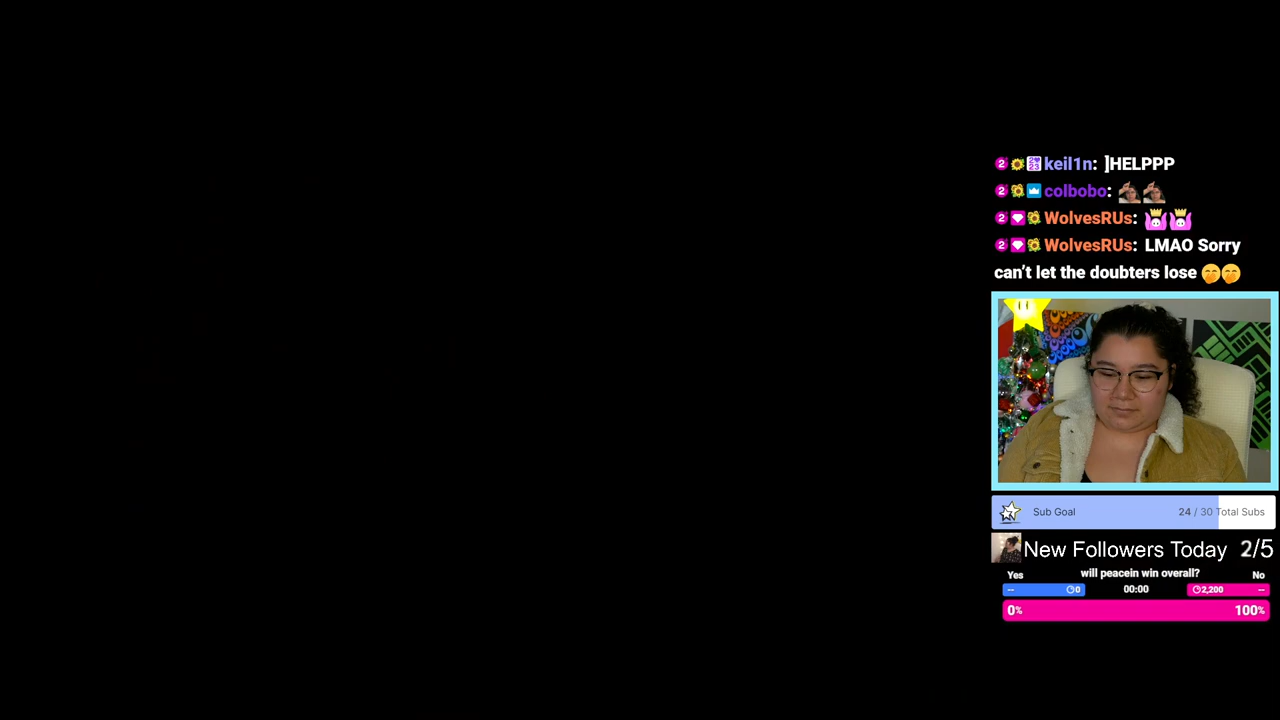 keil1n: ]HELPPP
colbobo:
WolvesRUs:
WolvesRUs: LMAO Sorry
can't let the doubters lose
Sub Goal 24 / 30 Total Subs
New Followers Today 2/5
Yes will peacein win overall? No
-- 0 00:00 2,200 --
0% 100%